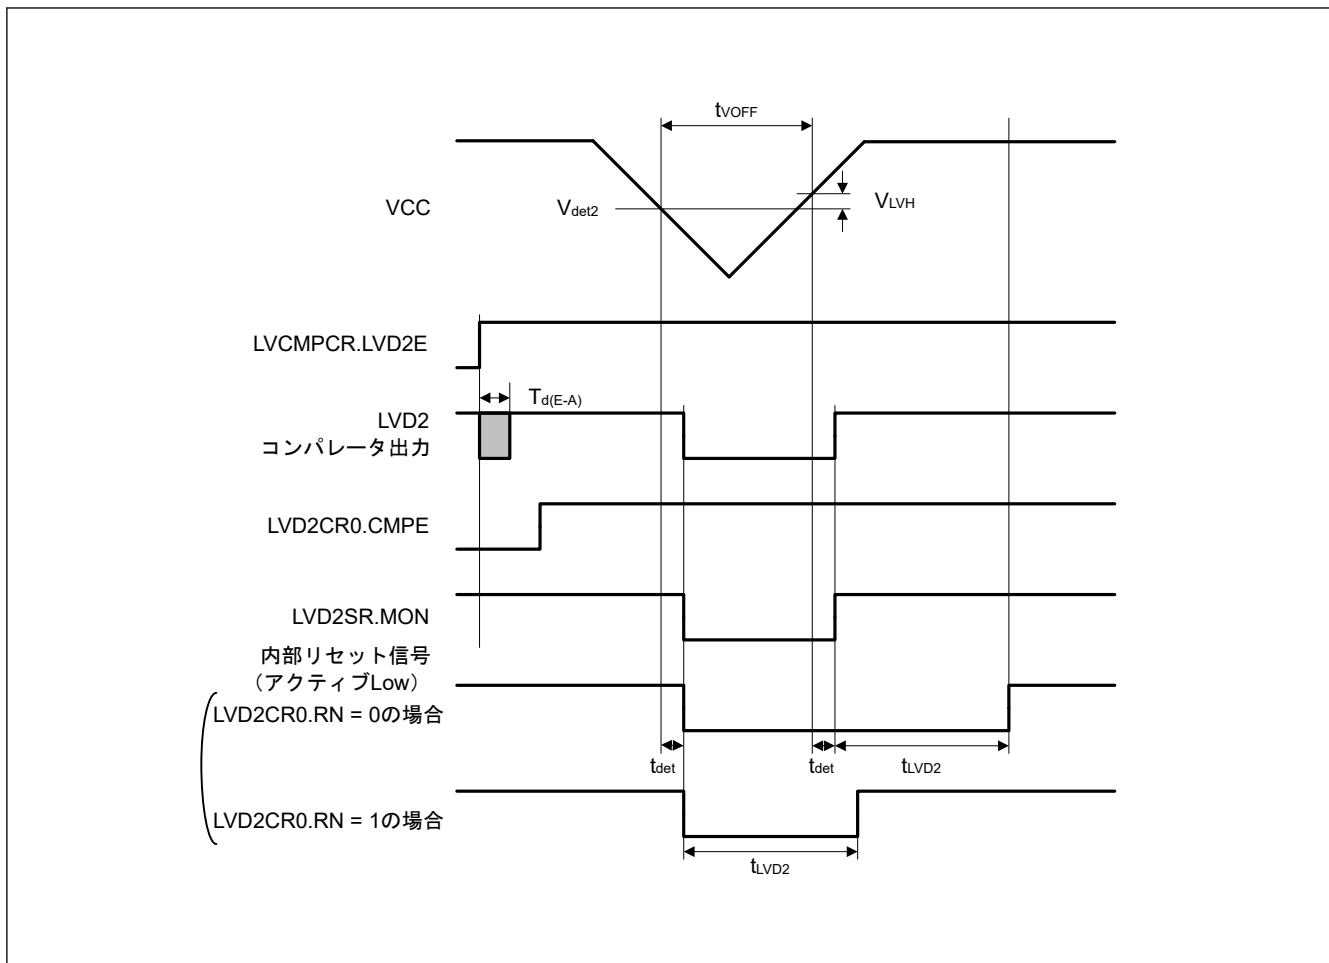 tVOFF
VCC
Vdet2
VLVH
LVCMPCR.LVD2E
Td(E-A)
LVD2
コンパレータ出力
LVD2CR0.CMPE
LVD2SR.MON
内部リセット信号
（アクティブLow）
LVD2CR0.RN = 0の場合
tdet
tdet
tLVD2
LVD2CR0.RN = 1の場合
tLVD2